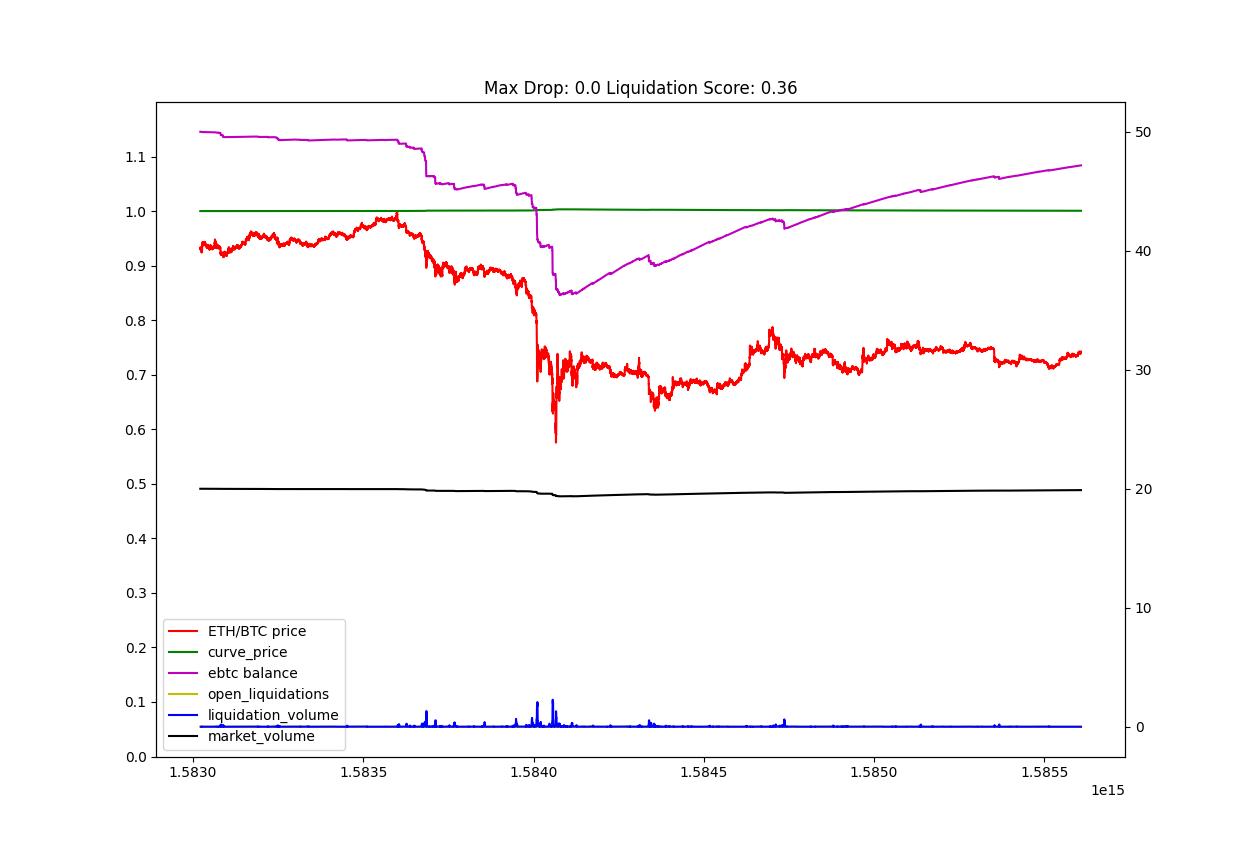 Max Drop: 0.0 Liquidation Score: 0.36
1.1
1.0
0.9
0.8
0.7
0.6
0.5
0.4
0.3
0.2
0.1
0.0
50
40
30
20
10
0
ETH/BTC price
curve_price
ebtc balance
open_liquidations
liquidation_volume
market_volume
1.5830 1.5835 1.5840 1.5845 1.5850 1.5855
1e15